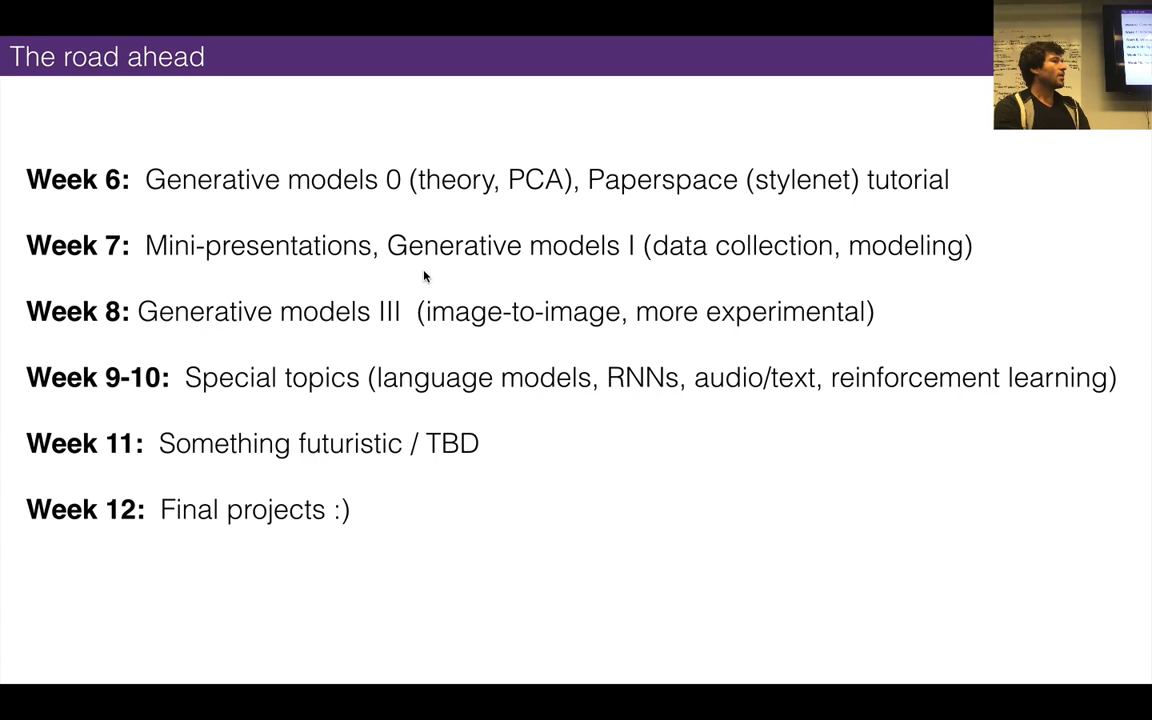 The road ahead
Week 6: Generative models 0 (theory, PCA), Paperspace (stylenet) tutorial
Week 7: Mini-presentations, Generative models I (data collection, modeling)
Week 8: Generative models III (image-to-image, more experimental)
Week 9-10: Special topics (language models, RNNs, audio/text, reinforcement learning)
Week 11: Something futuristic / TBD
Week 12: Final projects :)